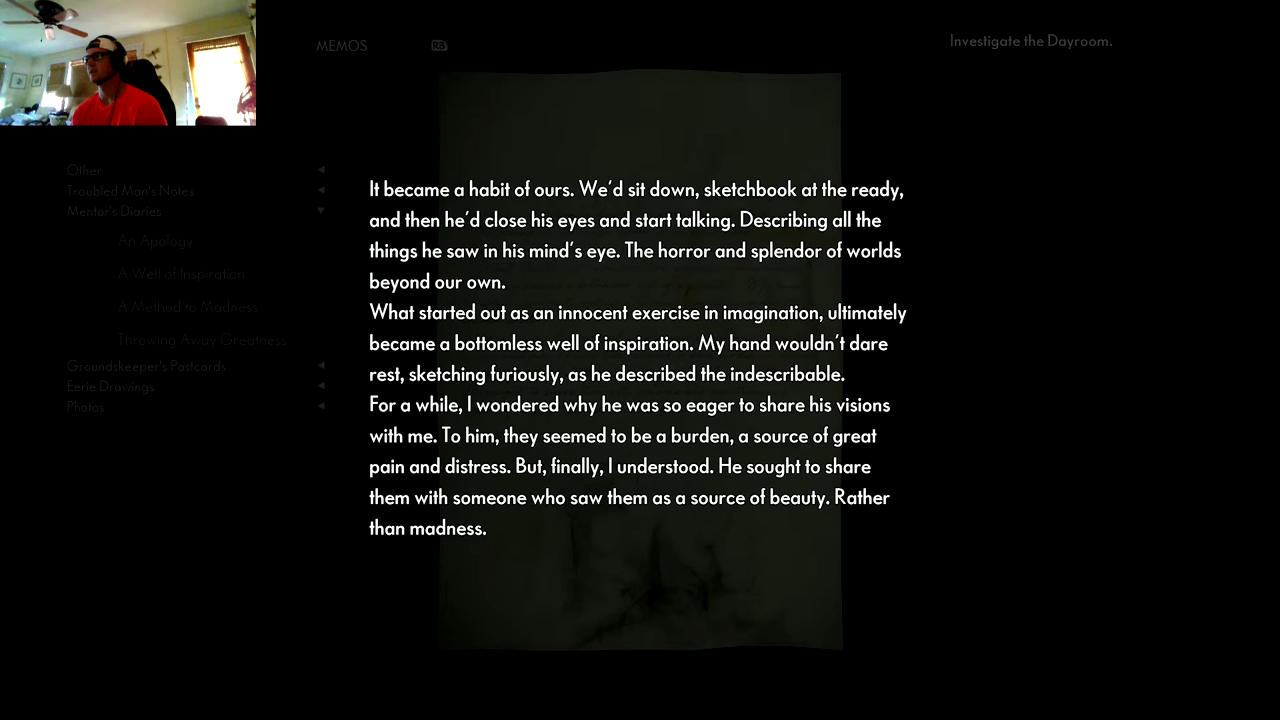 MEMOS
RB
Investigate the Dayroom.
Other
Troubled Man's Notes
Mentor's Diaries
An Apology
A Well of Inspiration
A Method to Madness
Throwing Away Greatness
Groundskeeper's Postcards
Eerie Drawings
Photos
It became a habit of ours. We'd sit down, sketchbook at the ready,
and then he'd close his eyes and start talking. Describing all the
things he saw in his mind's eye. The horror and splendor of worlds
beyond our own.
What started out as an innocent exercise in imagination, ultimately
became a bottomless well of inspiration. My hand wouldn't dare
rest, sketching furiously, as he described the indescribable.
For a while, I wondered why he was so eager to share his visions
with me. To him, they seemed to be a burden, a source of great
pain and distress. But, finally, I understood. He sought to share
them with someone who saw them as a source of beauty. Rather
than madness.